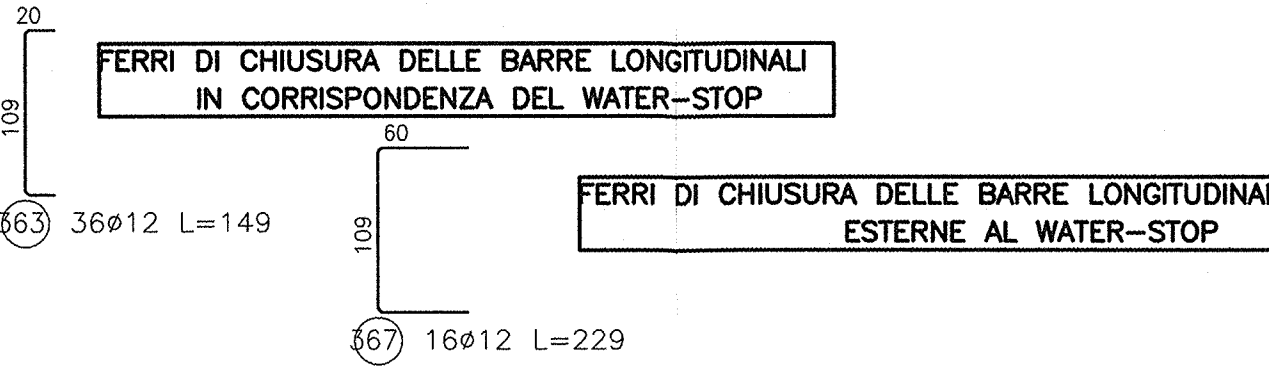 20
FERRI DI CHIUSURA DELLE BARRE LONGITUDINALI
IN CORRISPONDENZA DEL WATER-STOP
109
363 36ø12 L=149
60
FERRI DI CHIUSURA DELLE BARRE
ESTERNE AL WATER-STOP
109
367 16ø12 L=229